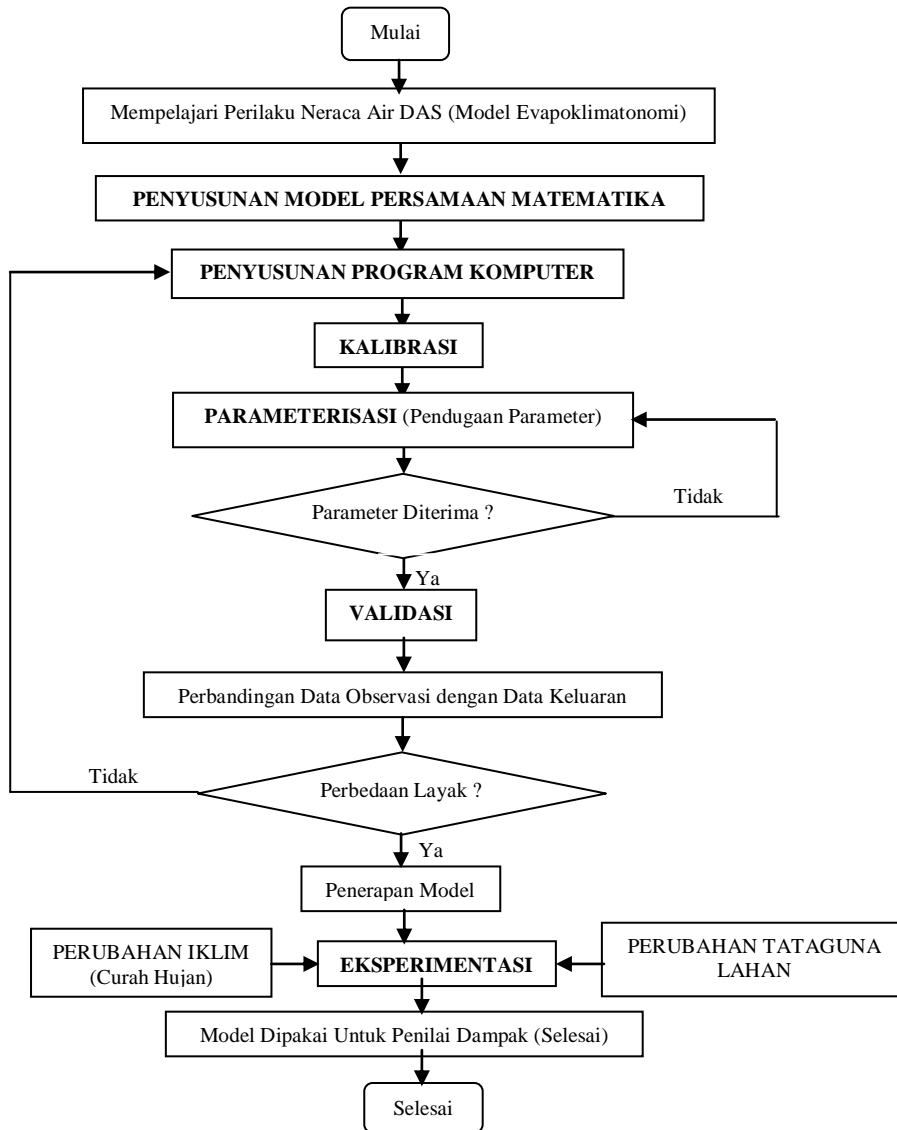 Mulai
Mempelajari Perilaku Neraca Air DAS (Model Evapoklimatonomi)
PENYUSUNAN MODEL PERSAMAAN MATEMATIKA
PENYUSUNAN PROGRAM KOMPUTER
KALIBRASI
PARAMETERISASI (Pendugaan Parameter)
Parameter Diterima ?
Tidak
Ya
VALIDASI
Perbandingan Data Observasi dengan Data Keluaran
Tidak
Perbedaan Layak ?
Ya
Penerapan Model
PERUBAHAN IKLIM
(Curah Hujan)
EKSPERIMENTASI
PERUBAHAN TATAGUNA
LAHAN
Model Dipakai Untuk Penilai Dampak (Selesai)
Selesai